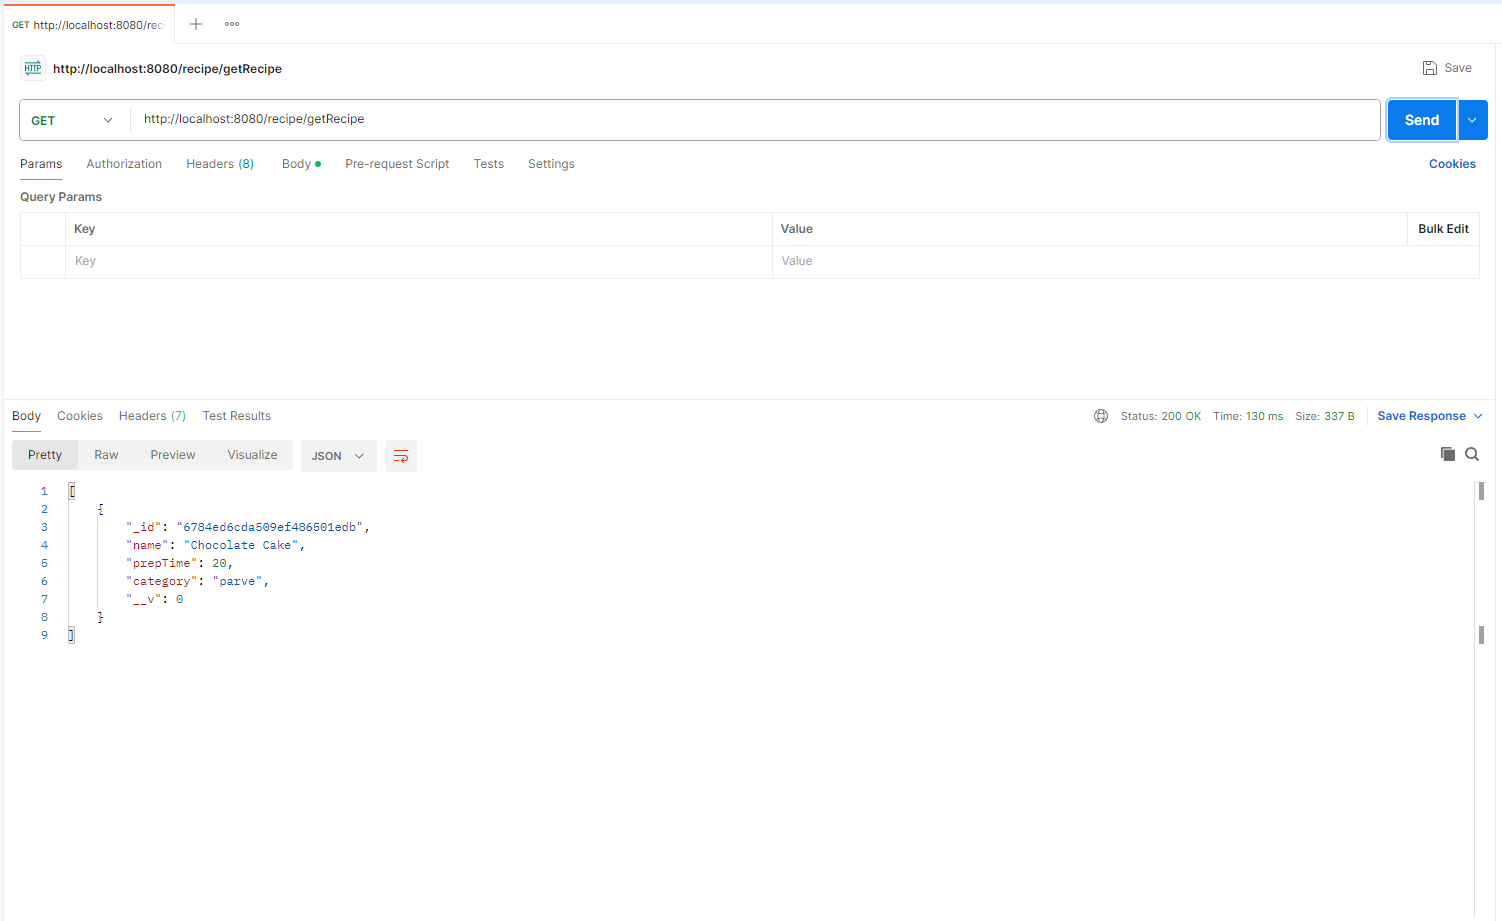 GET http://localhost:8080/rec
HTTP http://localhost:8080/recipe/getRecipe
Save
GET http://localhost:8080/recipe/getRecipe
Send
Params Authorization Headers (8) Body Pre-request Script Tests Settings
Cookies
Query Params
Key Value Bulk Edit
Key Value
Body Cookies Headers (7) Test Results
Status: 200 OK Time: 130 ms Size: 337 B Save Response
Pretty Raw Preview Visualize JSON
1 [
2 {
3 "_id": "6784ed6cda509ef486501edb",
4 "name": "Chocolate Cake",
5 "prepTime": 20,
6 "category": "parve",
7 "__v": 0
8 }
9 ]